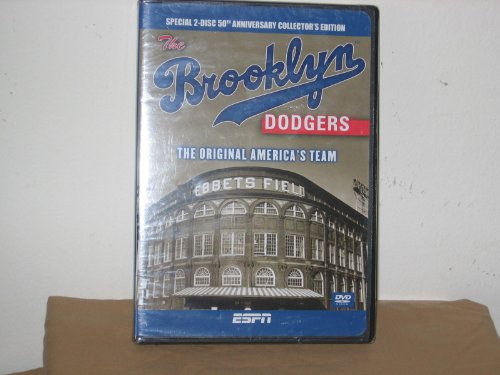 SPECIAL 2-DISC 50TH ANNIVERSARY COLLECTOR'S EDITION
The
Brooklyn
DODGERS
THE ORIGINAL AMERICA'S TEAM
EBBETS FIELD
DVD
ESPN